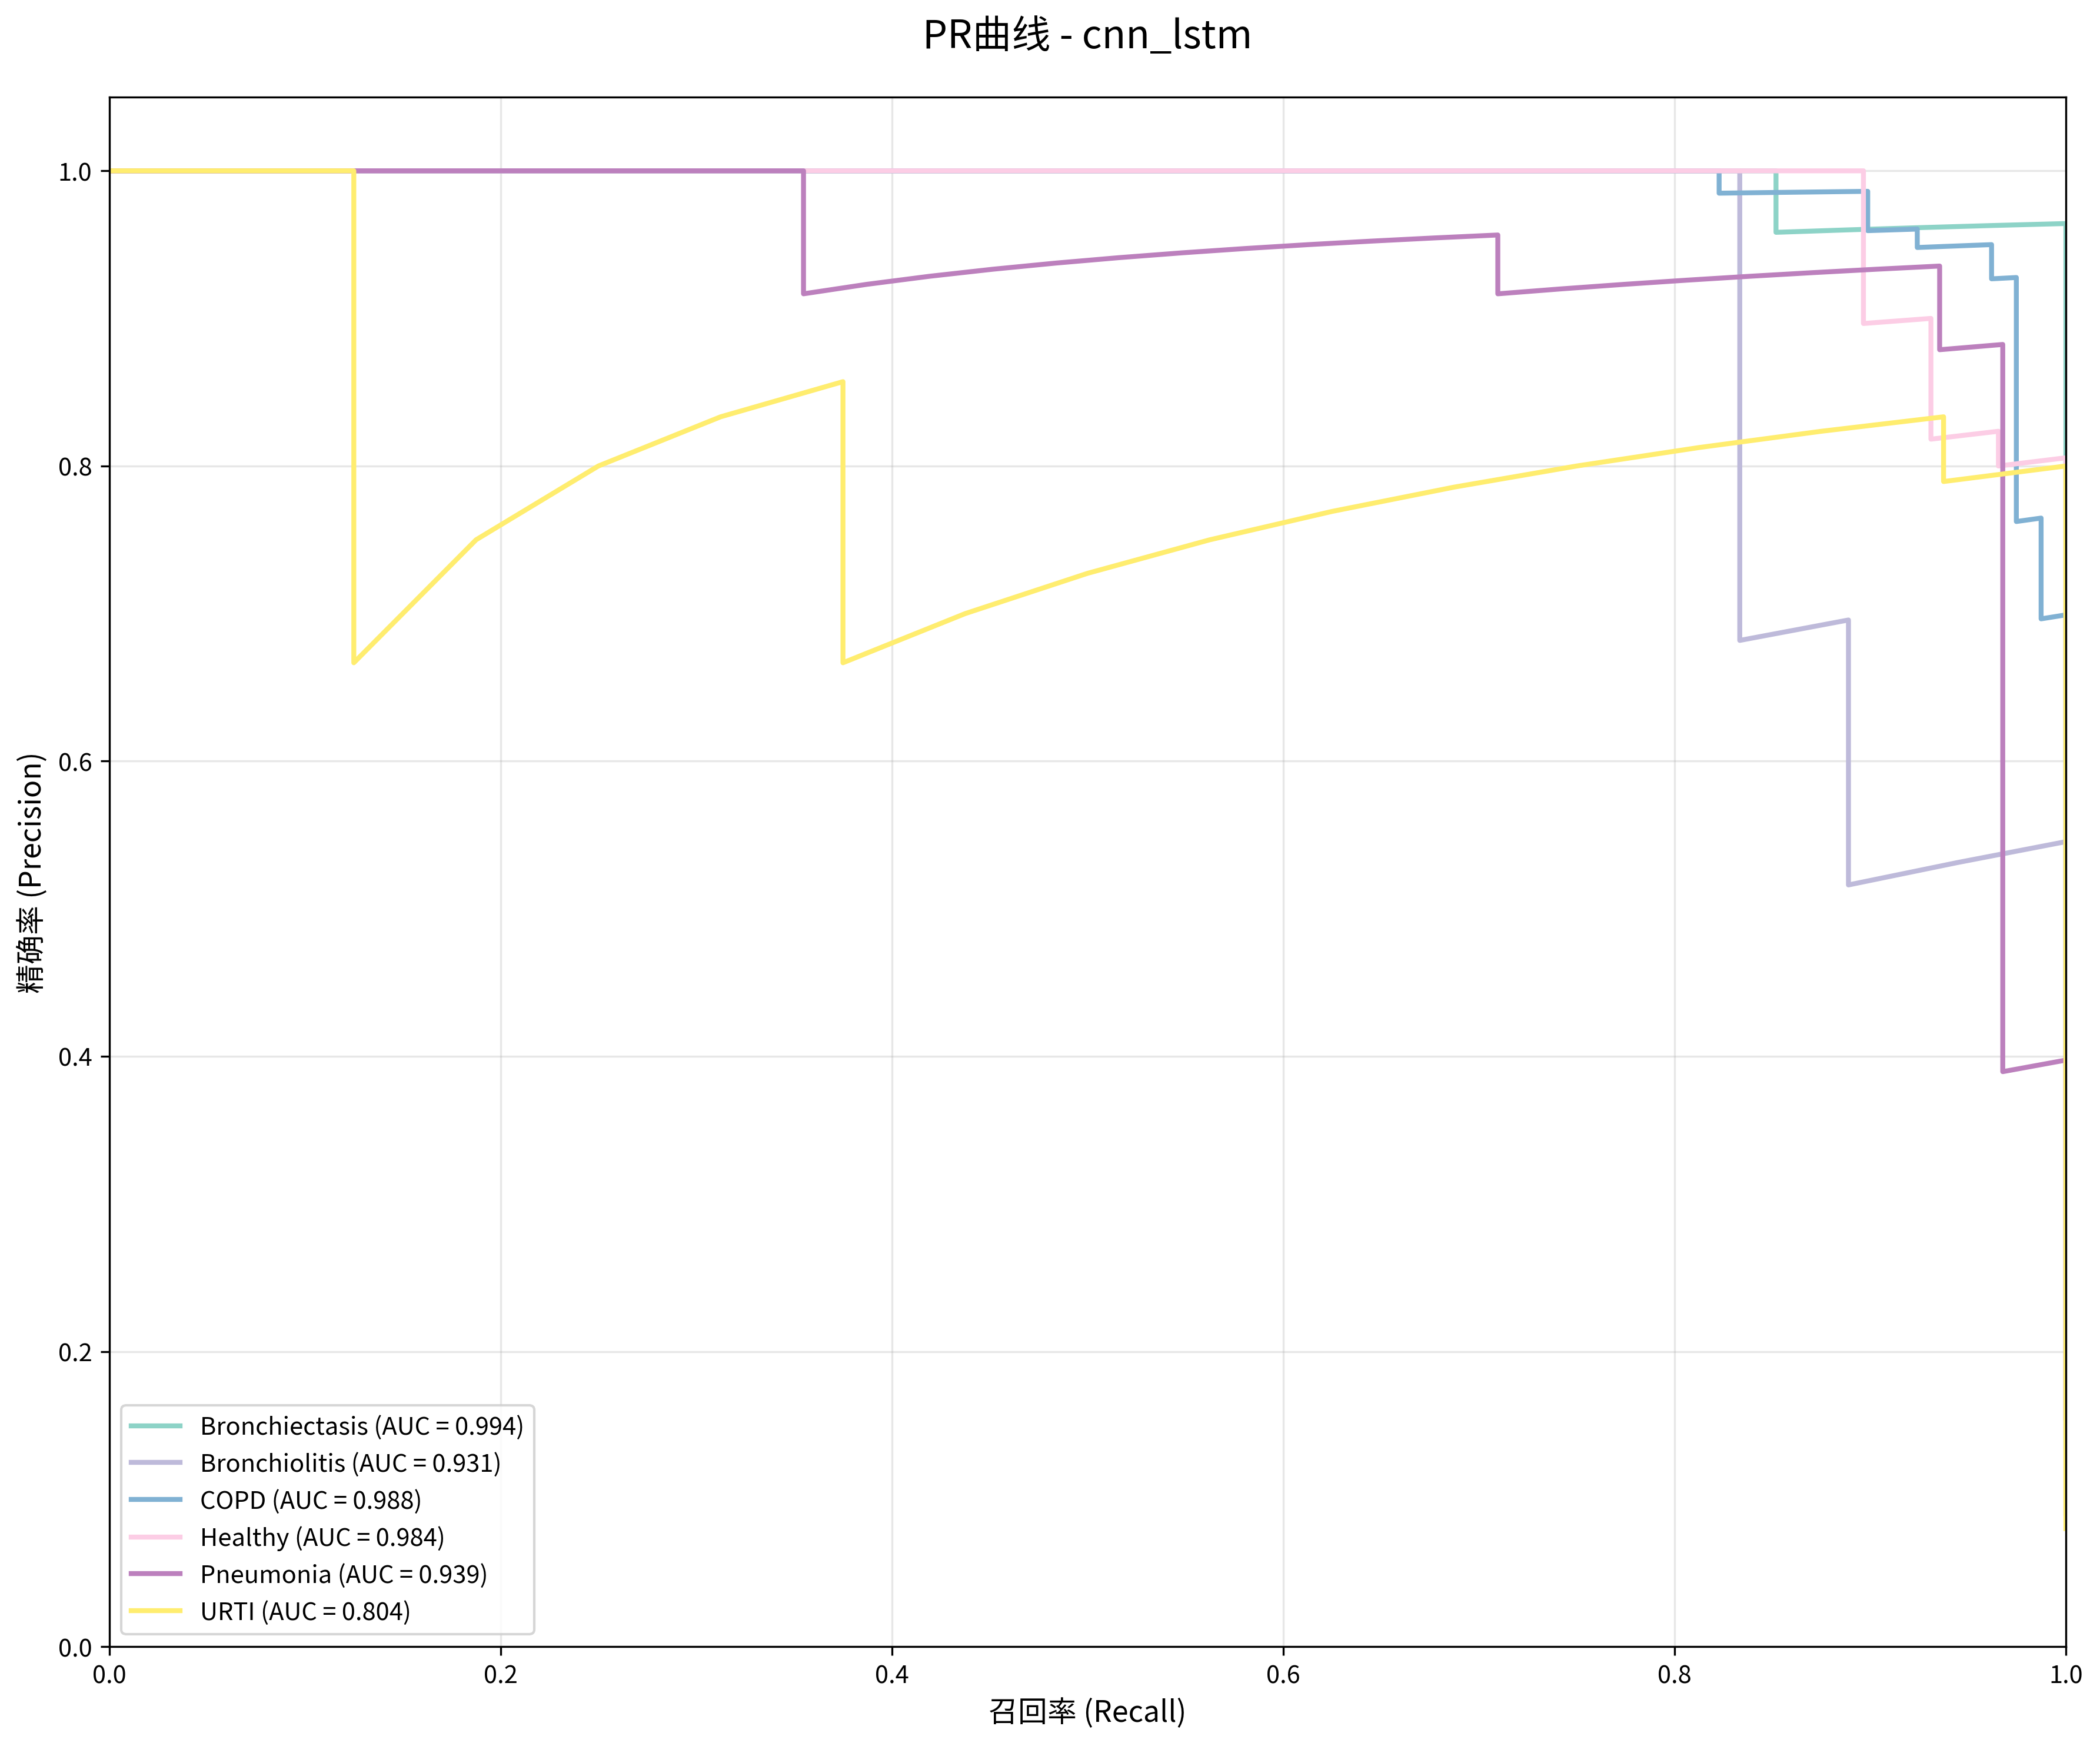 PR曲线 - cnn_lstm
精确率 (Precision)
1.0
0.8
0.6
0.4
0.2
0.0
Bronchiectasis (AUC = 0.994)
Bronchiolitis (AUC = 0.931)
COPD (AUC = 0.988)
Healthy (AUC = 0.984)
Pneumonia (AUC = 0.939)
URTI (AUC = 0.804)
0.0 0.2 0.4 0.6 0.8 1.0
召回率 (Recall)